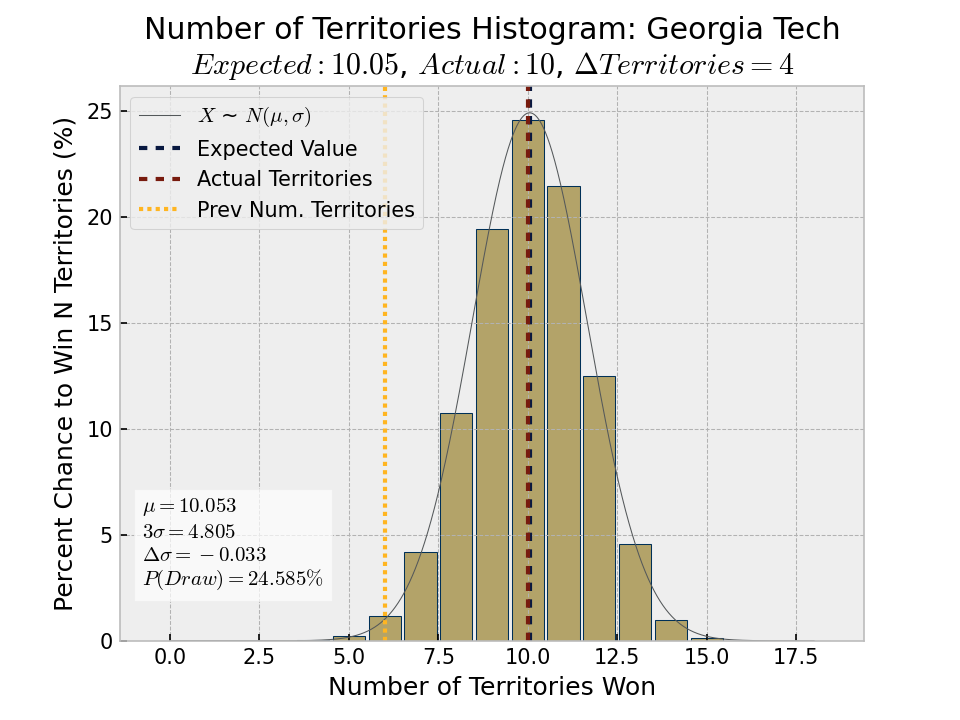 Number of Territories Histogram: Georgia Tech
Expected : 10.05, Actual : 10, ΔTerritories = 4
Percent Chance to Win N Territories (%)
25
20
15
10
5
0
X ∼ N(μ, σ)
Expected Value
Actual Territories
Prev Num. Territories
μ = 10.053
3σ = 4.805
Δσ = −0.033
P(Draw) = 24.585%
0.0 2.5 5.0 7.5 10.0 12.5 15.0 17.5
Number of Territories Won